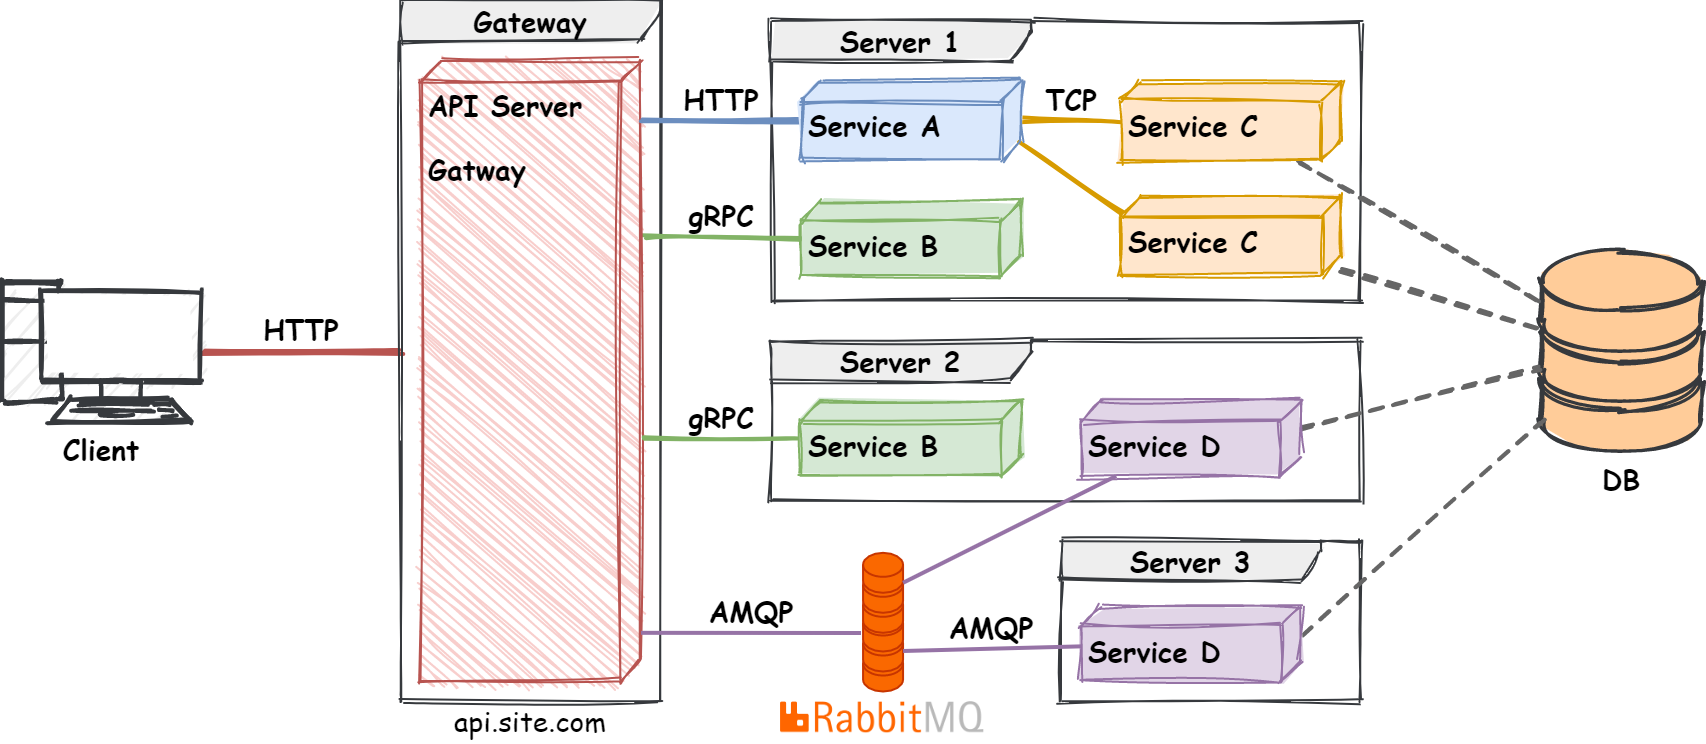 Gateway
API Server
Gatway
api.site.com
Client
HTTP
Server 1
HTTP
Service A
TCP
Service C
gRPC
Service B
Service C
Server 2
gRPC
Service B
Service D
Server 3
AMQP
AMQP
Service D
RabbitMQ
DB